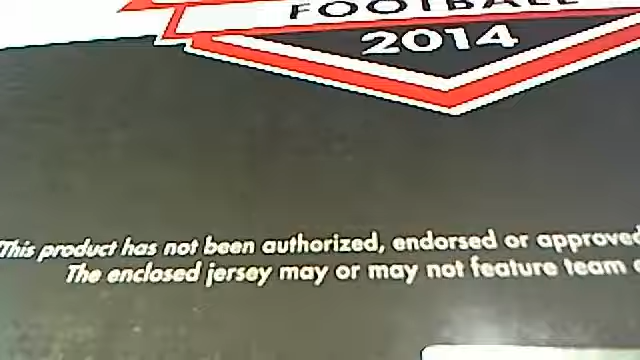 FOOTBALL
2014
This product has not been authorized, endorsed or approved
The enclosed jersey may or may not feature team